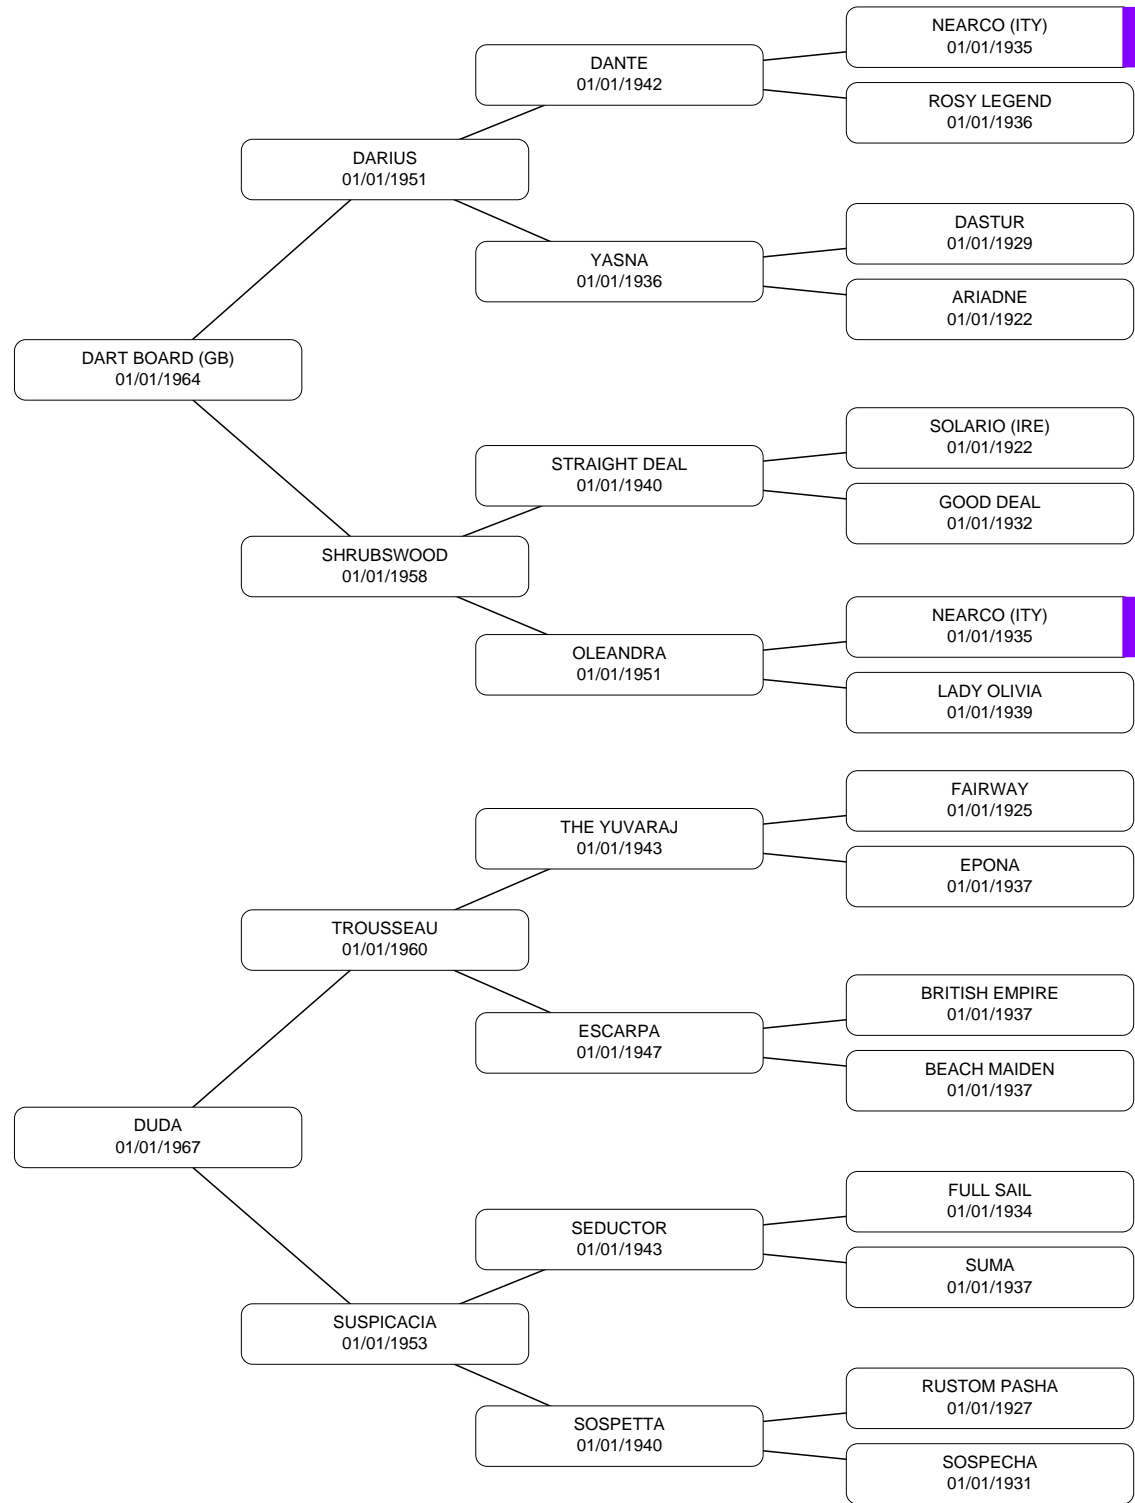 NEARCO (ITY)
01/01/1935
DANTE
01/01/1942
ROSY LEGEND
01/01/1936
DARIUS
01/01/1951
DASTUR
01/01/1929
YASNA
01/01/1936
ARIADNE
01/01/1922
DART BOARD (GB)
01/01/1964
SOLARIO (IRE)
01/01/1922
STRAIGHT DEAL
01/01/1940
GOOD DEAL
01/01/1932
SHRUBSWOOD
01/01/1958
NEARCO (ITY)
01/01/1935
OLEANDRA
01/01/1951
LADY OLIVIA
01/01/1939
FAIRWAY
01/01/1925
THE YUVARAJ
01/01/1943
EPONA
01/01/1937
TROUSSEAU
01/01/1960
BRITISH EMPIRE
01/01/1937
ESCARPA
01/01/1947
BEACH MAIDEN
01/01/1937
DUDA
01/01/1967
FULL SAIL
01/01/1934
SEDUCTOR
01/01/1943
SUMA
01/01/1937
SUSPICACIA
01/01/1953
RUSTOM PASHA
01/01/1927
SOSPETTA
01/01/1940
SOSPECHA
01/01/1931